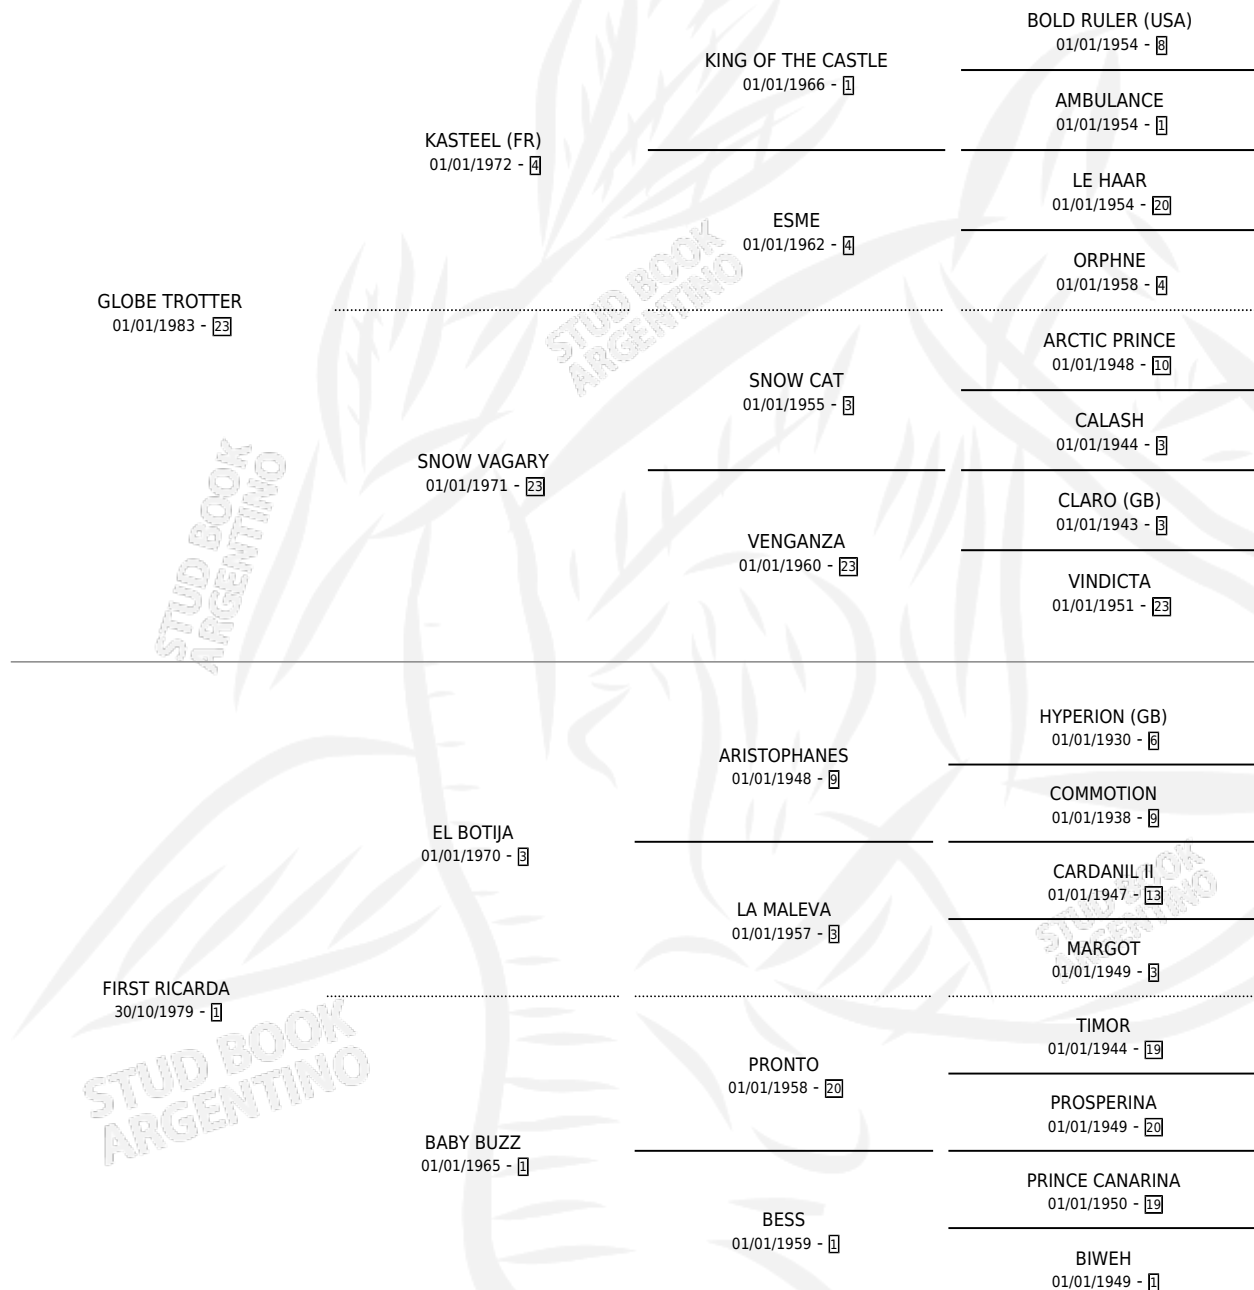 BOLD RULER (USA)
01/01/1954 - 8
KING OF THE CASTLE
01/01/1966 - 1
AMBULANCE
01/01/1954 - 1
KASTEEL (FR)
01/01/1972 - 4
LE HAAR
01/01/1954 - 20
ESME
01/01/1962 - 4
ORPHNE
01/01/1958 - 4
GLOBE TROTTER
01/01/1983 - 23
ARCTIC PRINCE
01/01/1948 - 10
SNOW CAT
01/01/1955 - 3
CALASH
01/01/1944 - 3
SNOW VAGARY
01/01/1971 - 23
CLARO (GB)
01/01/1943 - 3
VENGANZA
01/01/1960 - 23
VINDICTA
01/01/1951 - 23
HYPERION (GB)
01/01/1930 - 6
ARISTOPHANES
01/01/1948 - 9
COMMOTION
01/01/1938 - 9
EL BOTIJA
01/01/1970 - 3
CARDANIL II
01/01/1947 - 13
LA MALEVA
01/01/1957 - 3
MARGOT
01/01/1949 - 3
FIRST RICARDA
30/10/1979 - 1
TIMOR
01/01/1944 - 19
PRONTO
01/01/1958 - 20
PROSPERINA
01/01/1949 - 20
BABY BUZZ
01/01/1965 - 1
PRINCE CANARINA
01/01/1950 - 19
BESS
01/01/1959 - 1
BIWEH
01/01/1949 - 1
STUD BOOK
ARGENTINO
STUD BOOK
ARGENTINO
STUD BOOK
ARGENTINO
STUD BOOK
ARGENTINO